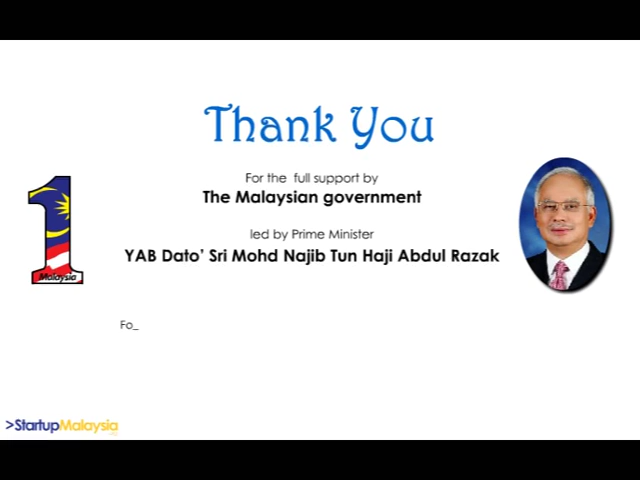 Thank You
For the full support by
The Malaysian government
led by Prime Minister
YAB Dato' Sri Mohd Najib Tun Haji Abdul Razak
1
Malaysia
Fo_
>StartupMalaysia